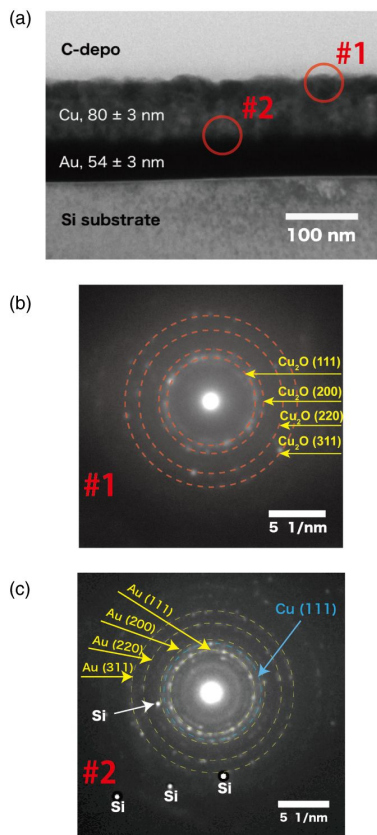 (a)
C-depo
#1
Cu, 80 ± 3 nm
#2
Au, 54 ± 3 nm
Si substrate
100 nm
(b)
Cu₂O (111)
Cu₂O (200)
Cu₂O (220)
Cu₂O (311)
#1
5 1/nm
(c)
Au (111)
Au (200)
Cu (111)
Au (220)
Au (311)
Si
#2
Si
Si
Si
5 1/nm